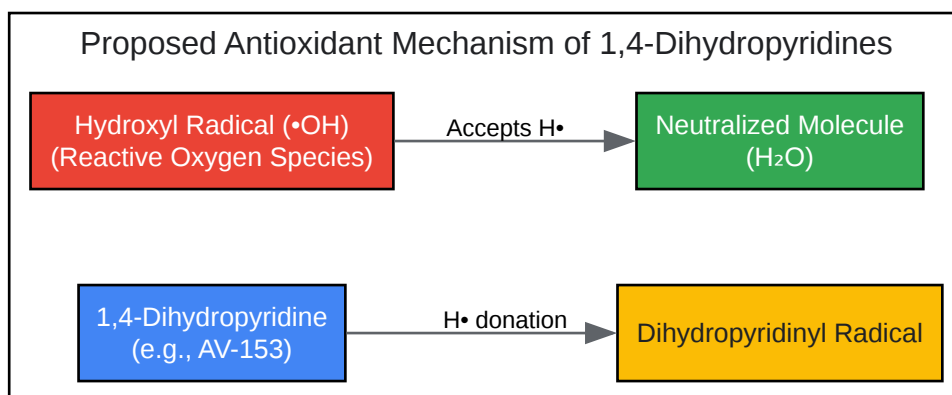 Proposed Antioxidant Mechanism of 1,4-Dihydropyridines
Hydroxyl Radical (•OH)
(Reactive Oxygen Species)
Accepts H•
Neutralized Molecule
(H₂O)
1,4-Dihydropyridine
(e.g., AV-153)
H• donation
Dihydropyridinyl Radical